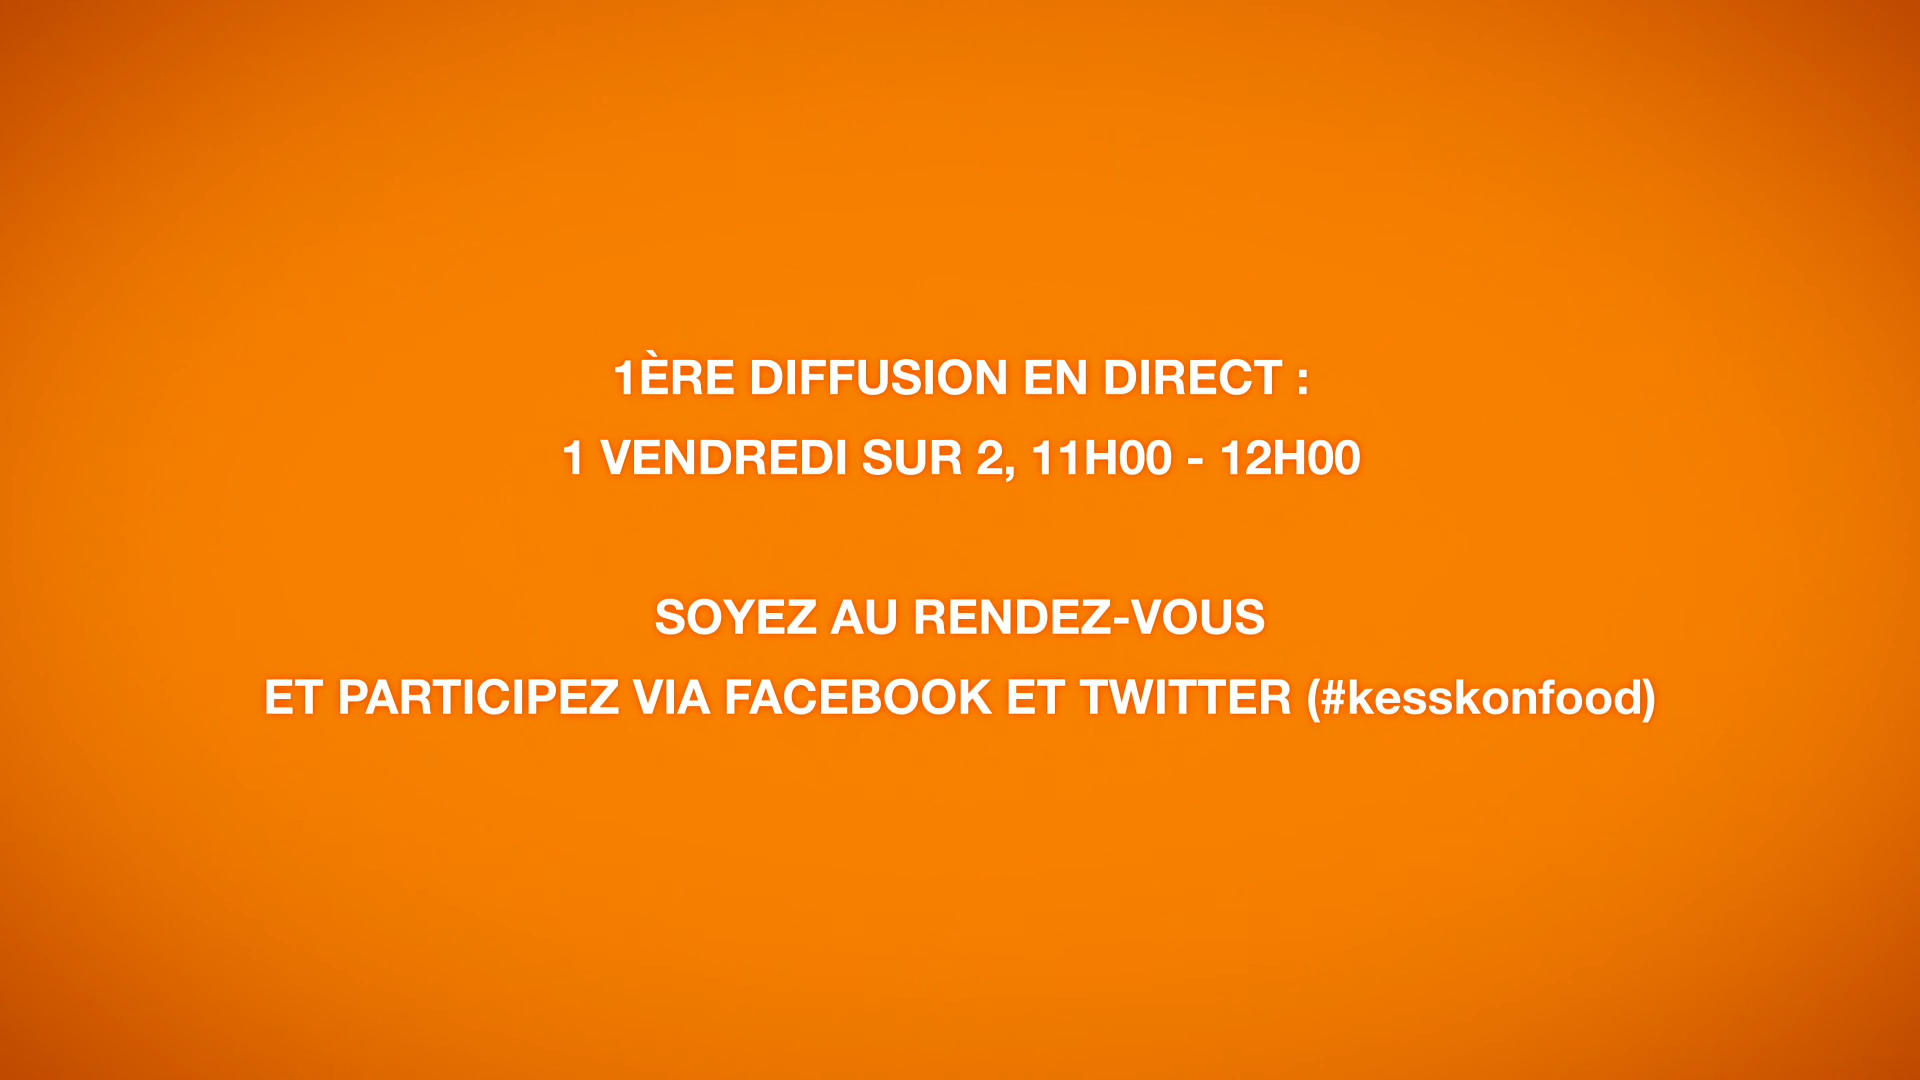 1ÈRE DIFFUSION EN DIRECT :
1 VENDREDI SUR 2, 11H00 - 12H00
SOYEZ AU RENDEZ-VOUS
ET PARTICIPEZ VIA FACEBOOK ET TWITTER (#kesskonfood)